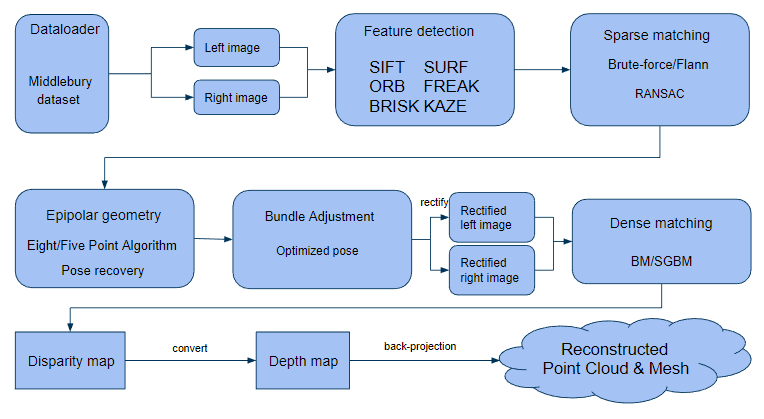 Dataloader
Middlebury
dataset
Left image
Right image
Feature detection
SIFT SURF
ORB FREAK
BRISK KAZE
Sparse matching
Brute-force/Flann
RANSAC
Epipolar geometry
Eight/Five Point Algorithm
Pose recovery
Bundle Adjustment
Optimized pose
rectify
Rectified
left image
Rectified
right image
Dense matching
BM/SGBM
Disparity map
convert
Depth map
back-projection
Reconstructed
Point Cloud & Mesh